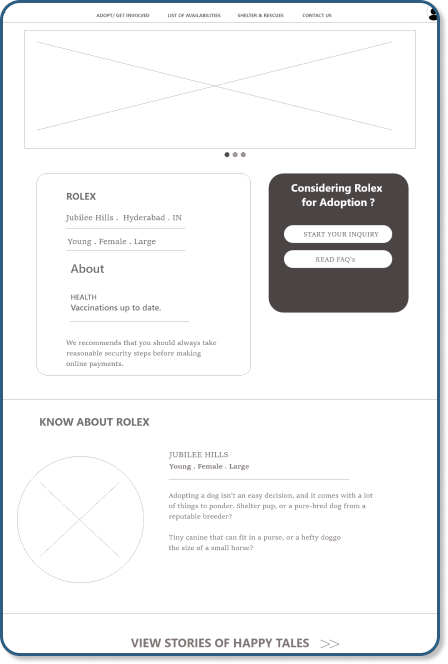 ADOPT/ GET INVOLVED LIST OF AVAILABILITIES SHELTER & RESCUES CONTACT US
ROLEX
Jubilee Hills . Hyderabad . IN
Young . Female . Large
About
HEALTH
Vaccinations up to date.
We recommends that you should always take
reasonable security steps before making
online payments.
Considering Rolex
for Adoption ?
START YOUR INQUIRY
READ FAQ's
KNOW ABOUT ROLEX
JUBILEE HILLS
Young . Female . Large
Adopting a dog isn't an easy decision, and it comes with a lot
of things to ponder. Shelter pup, or a pure-bred dog from a
reputable breeder?
Tiny canine that can fit in a purse, or a hefty doggo
the size of a small horse?
VIEW STORIES OF HAPPY TALES >>